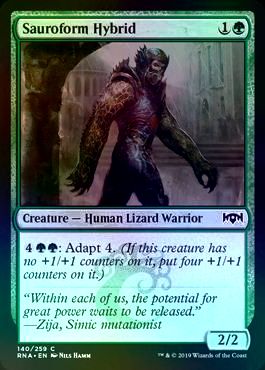 Sauroform Hybrid 1
Creature — Human Lizard Warrior
4 : Adapt 4. (If this creature has
no +1/+1 counters on it, put four +1/+1
counters on it.)
“Within each of us, the potential for
great power waits to be released.”
—Zija, Simic mutationist
2/2
140/259 C
RNA • EN Nils Hamm
™ & © 2019 Wizards of the Coast